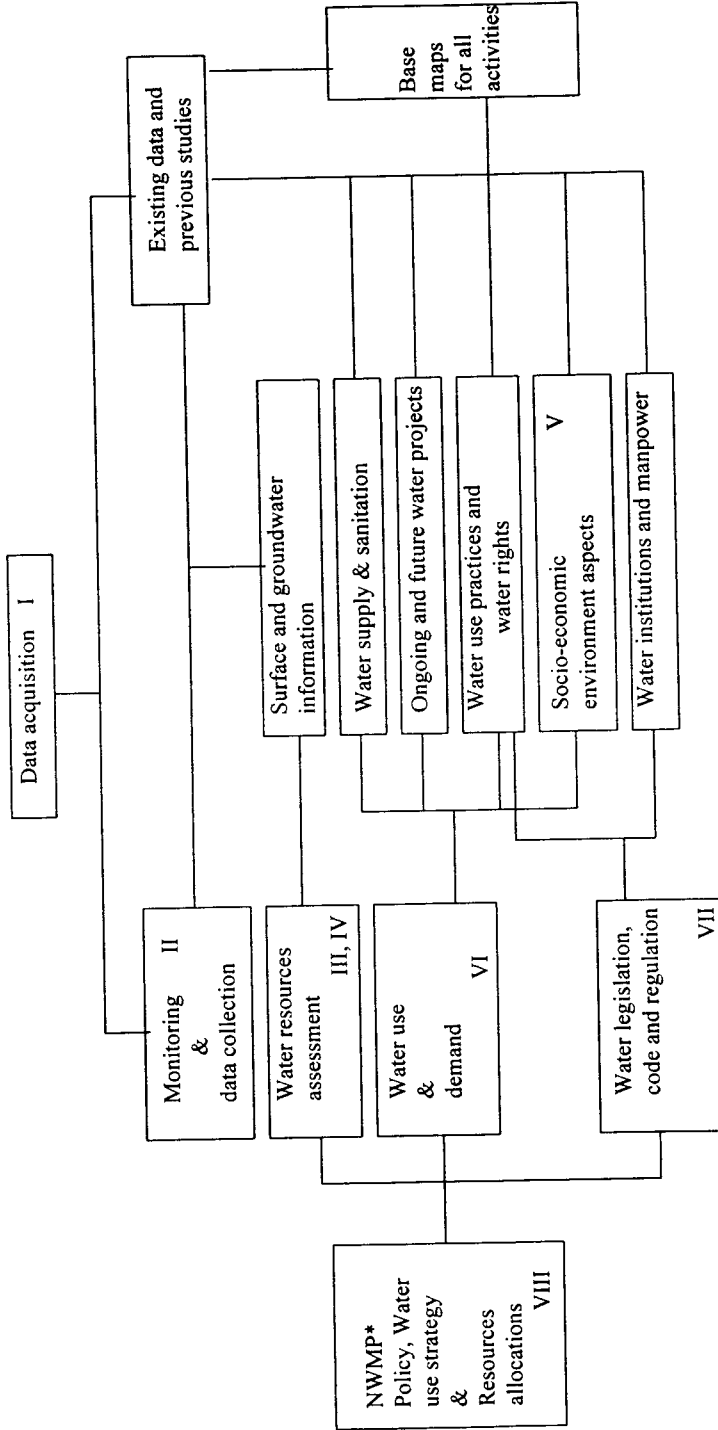 Data acquisition I
Monitoring II
&
data collection
Existing data and
previous studies
Base
maps
for all
activities
Water resources
assessment
III, IV
Surface and groundwater
information
Water supply & sanitation
Ongoing and future water projects
Water use practices and
water rights
Socio-economic V
environment aspects
Water institutions and manpower
Water use
&
demand
VI
Water legislation,
code and regulation
VII
NWMP*
Policy, Water
use strategy
&
Resources
allocations
VIII